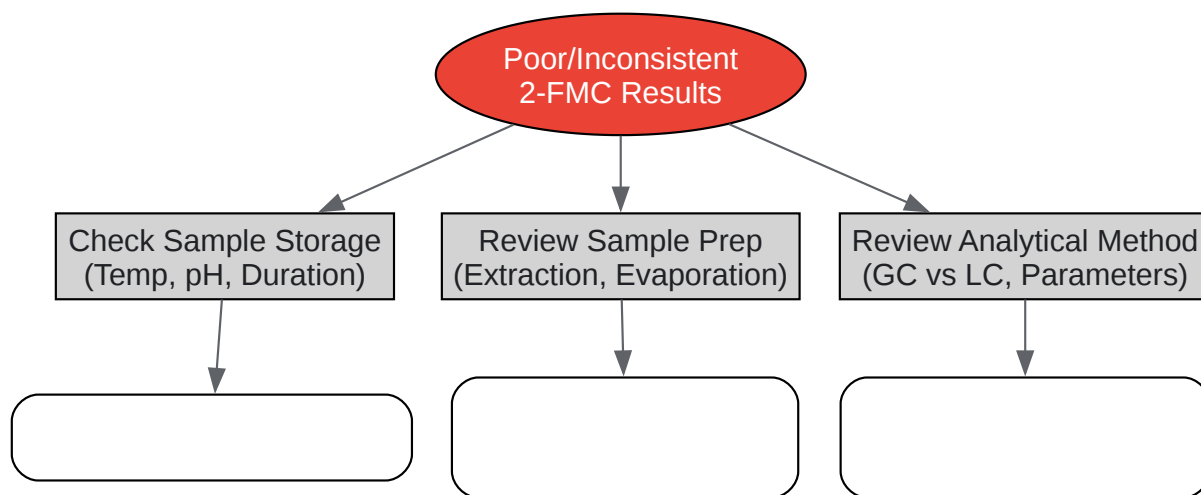 Poor/Inconsistent
2-FMC Results
Check Sample Storage
(Temp, pH, Duration)
Review Sample Prep
(Extraction, Evaporation)
Review Analytical Method
(GC vs LC, Parameters)